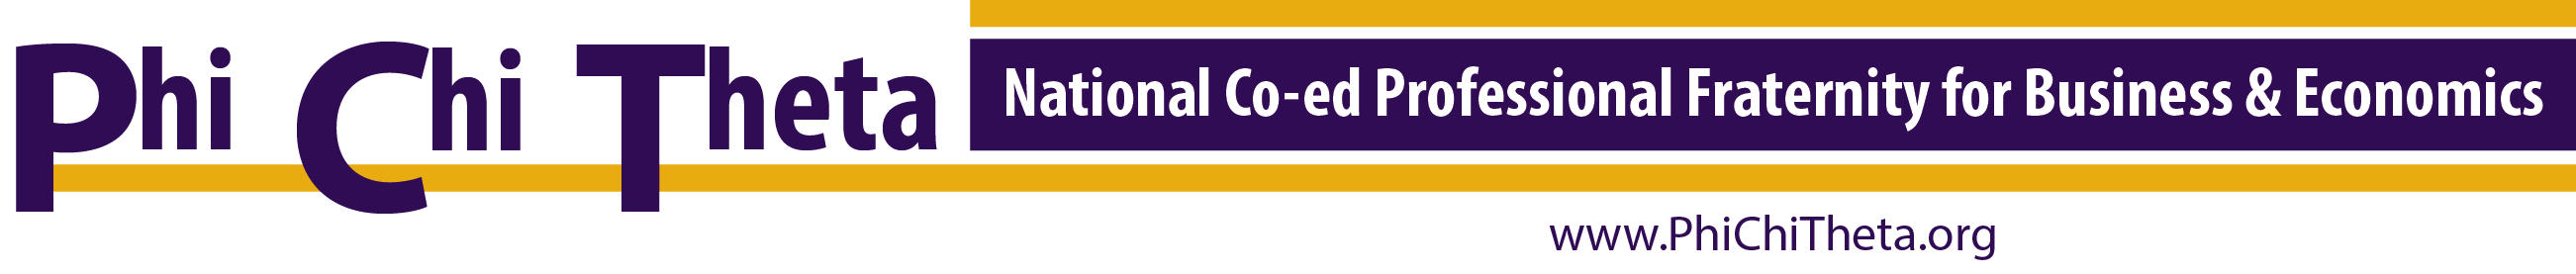 Phi Chi Theta
National Co-ed Professional Fraternity for Business & Economics
www.PhiChiTheta.org